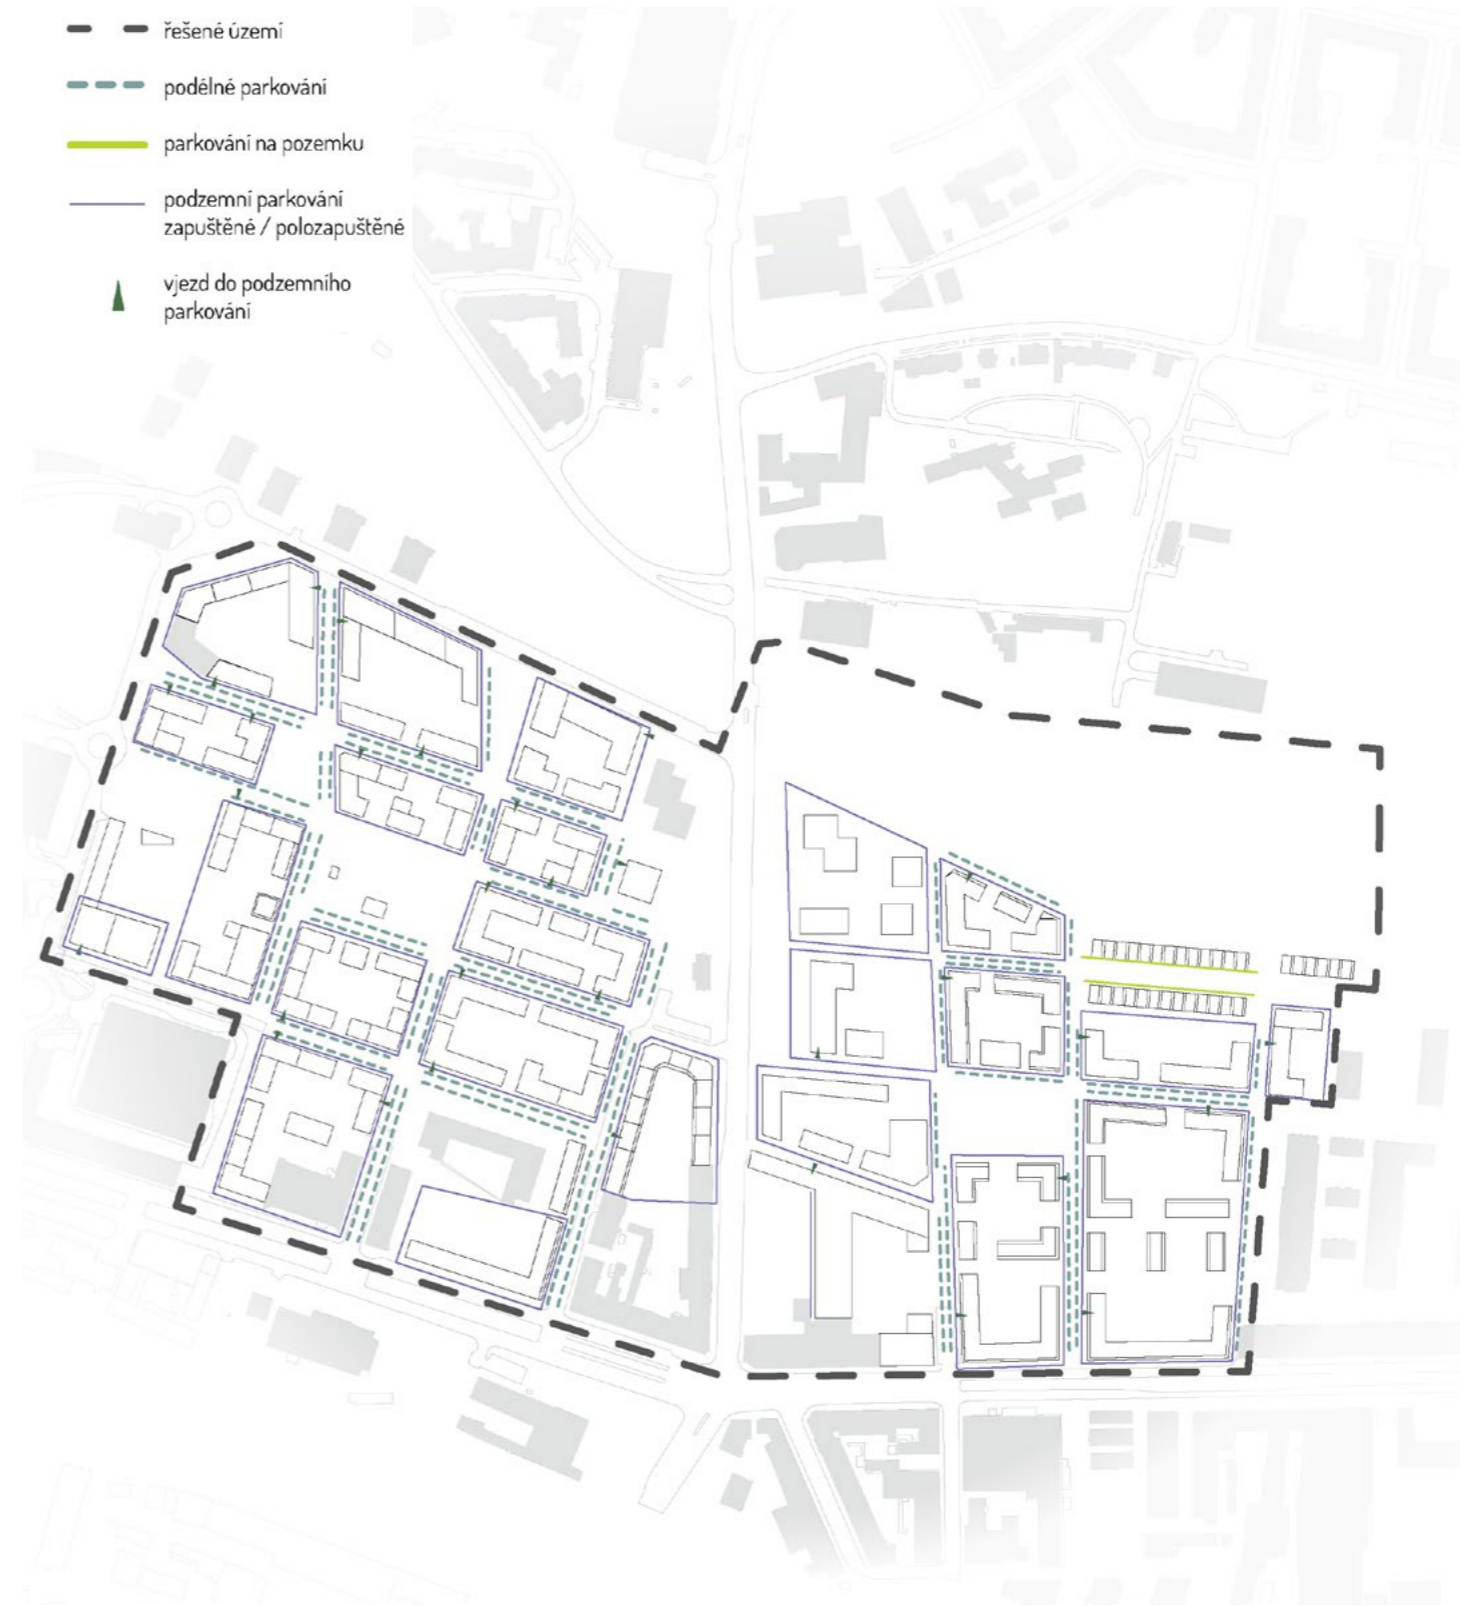 řešené území
podélné parkování
parkování na pozemku
podzemní parkování
zapuštěné / polozapuštěné
vjezd do podzemního
parkování